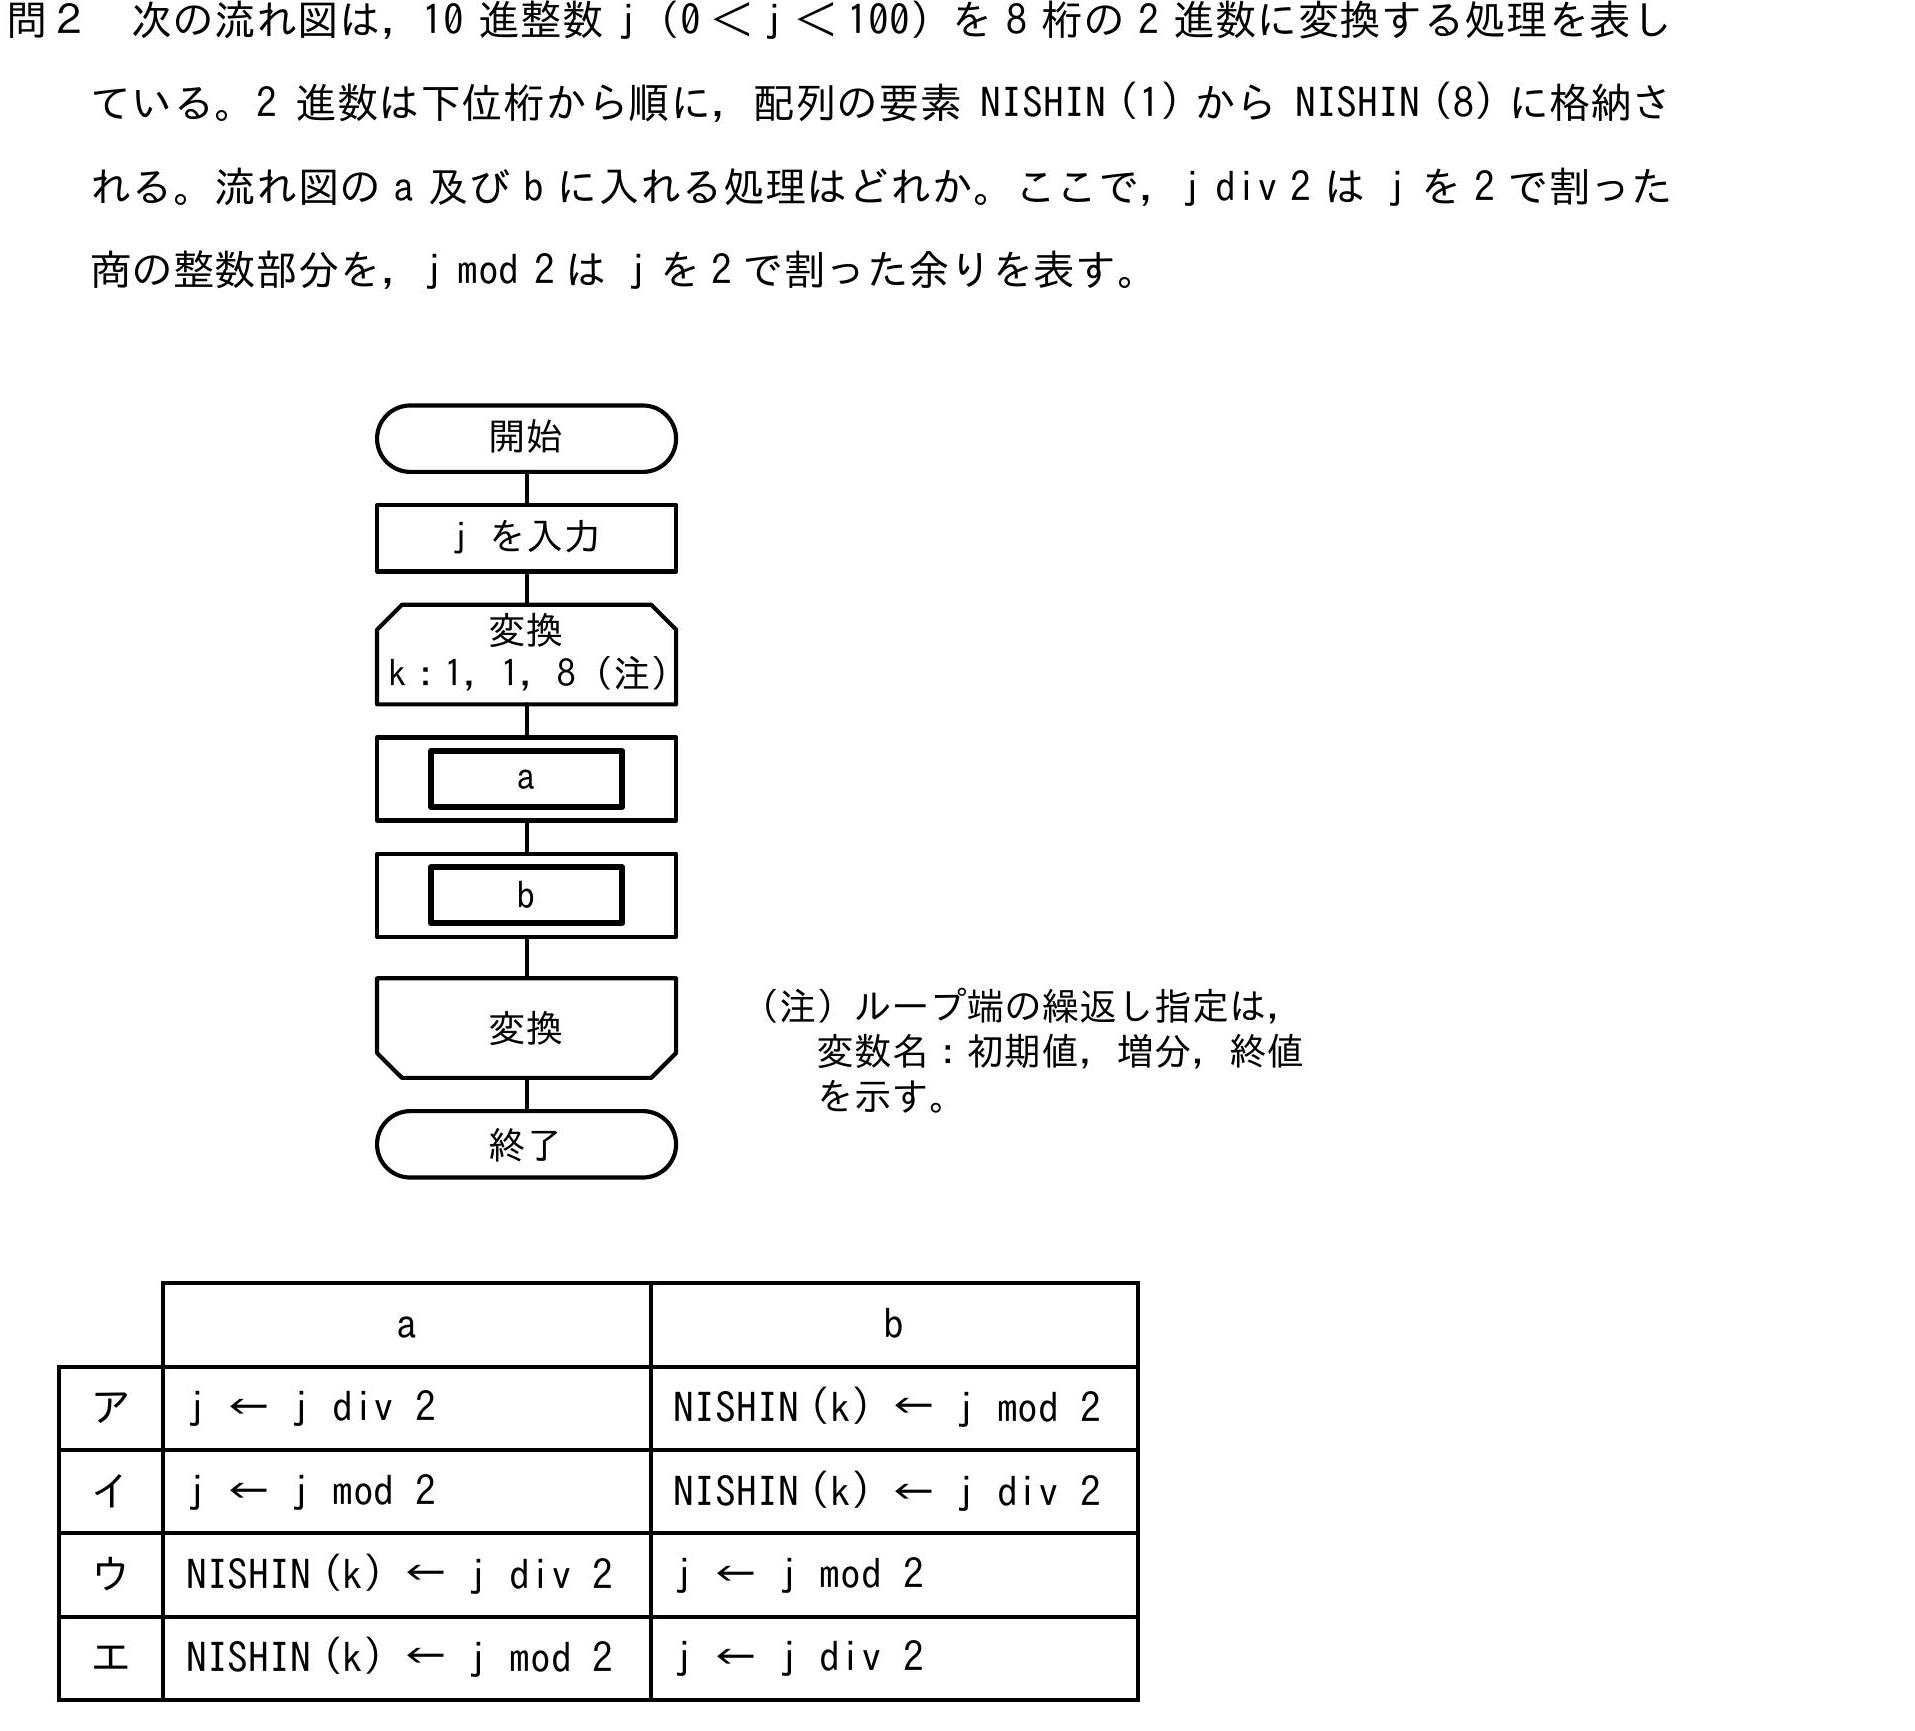 問２　次の流れ図は，10 進整数 j（0＜j＜100）を 8 桁の 2 進数に変換する処理を表し
ている。2 進数は下位桁から順に，配列の要素 NISHIN(1) から NISHIN(8) に格納さ
れる。流れ図の a 及び b に入れる処理はどれか。ここで，j div 2 は j を 2 で割った
商の整数部分を，j mod 2 は j を 2 で割った余りを表す。
開始
j を入力
変換
k：1，1，8（注）
a
b
変換
終了
（注）ループ端の繰返し指定は，
変数名：初期値，増分，終値
を示す。
a b
ア j ← j div 2 NISHIN(k) ← j mod 2
イ j ← j mod 2 NISHIN(k) ← j div 2
ウ NISHIN(k) ← j div 2 j ← j mod 2
エ NISHIN(k) ← j mod 2 j ← j div 2